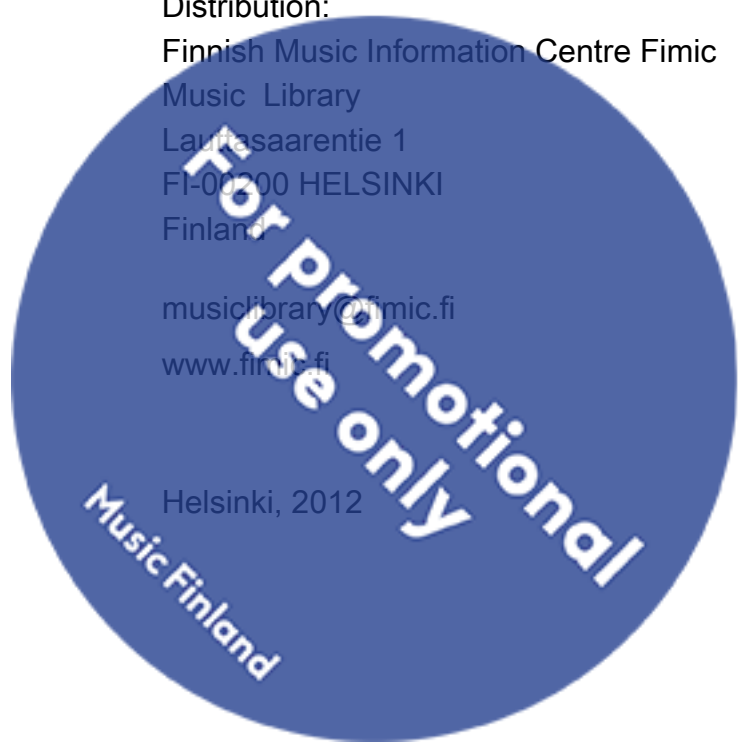 Distribution:
Finnish Music Information Centre Fimic
Music Library
Lauttasaarentie 1
FI-00200 HELSINKI
Finland
musiclibrary@fimic.fi
www.fimic.fi
Helsinki, 2012
For promotional
use only
Music Finland